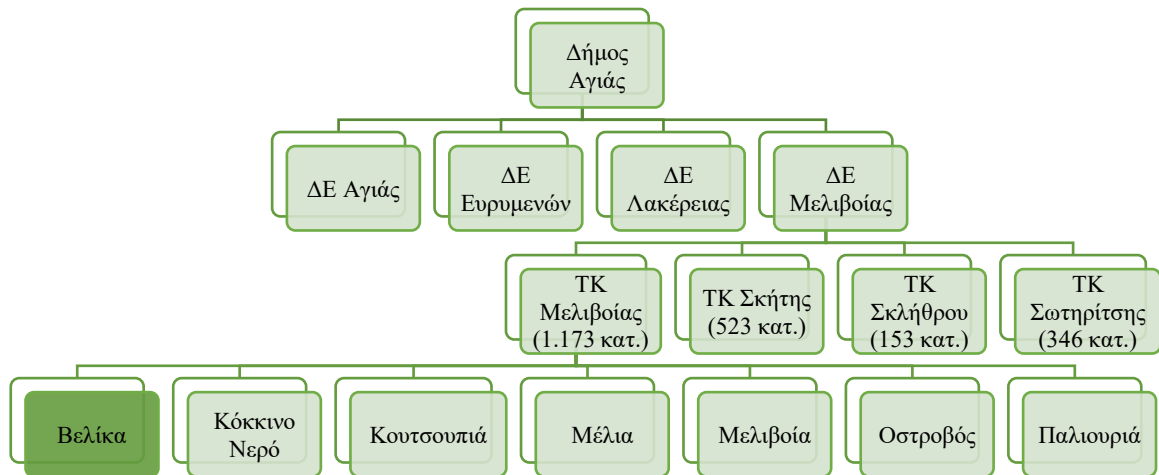 Δήμος
Αγιάς
ΔΕ Αγιάς
ΔΕ
Ευρυμενών
ΔΕ
Λακέρειας
ΔΕ
Μελιβοίας
ΤΚ
Μελιβοίας
(1.173 κατ.)
ΤΚ Σκήτης
(523 κατ.)
ΤΚ
Σκλήθρου
(153 κατ.)
ΤΚ
Σωτηρίτσης
(346 κατ.)
Βελίκα
Κόκκινο
Νερό
Κουτσουπιά
Μέλια
Μελιβοία
Οστροβός
Παλιουριά